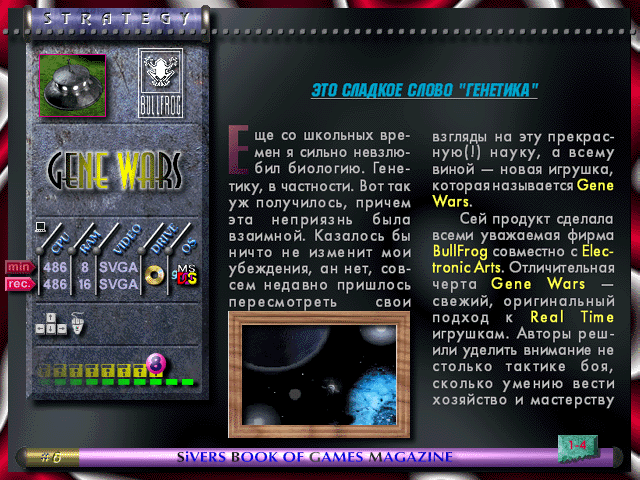 STRATEGY
BULLFROG
GENE WARS
CPU RAM VIDEO DRIVE OS
min 486 8 SVGA
rec. 486 16 SVGA
MS
8
ЭТО СЛАДКОЕ СЛОВО "ГЕНЕТИКА"
Еще со школьных вре-
мен я сильно невзлю-
бил биологию. Гене-
тику, в частности. Вот так
уж получилось, причем
эта неприязнь была
взаимной. Казалось бы
ничто не изменит мои
убеждения, ан нет, сов-
сем недавно пришлось
пересмотреть свои
взгляды на эту прекрас-
ную(!) науку, а всему
виной — новая игрушка,
которая называется Gene
Wars.
Сей продукт сделала
всеми уважаемая фирма
BullFrog совместно с Elec-
tronic Arts. Отличительная
черта Gene Wars —
свежий, оригинальный
подход к Real Time
игрушкам. Авторы реш-
или уделить внимание не
столько тактике боя,
сколько умению вести
хозяйство и мастерству
#6
SiVERS BOOK OF GAMES MAGAZINE
1-4